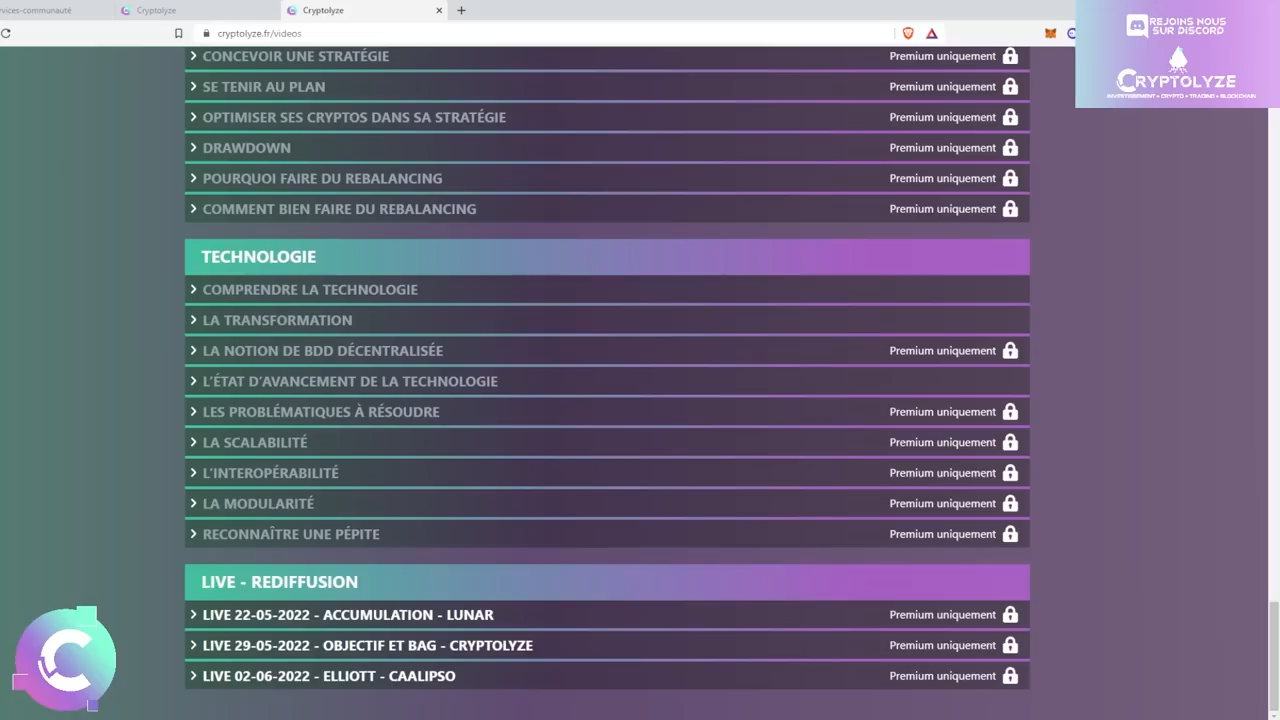 rvices-communauté
Cryptolyze
Cryptolyze
cryptolyze.fr/videos
REJOINS NOUS
SUR DISCORD
CRYPTOLYZE
INVESTISSEMENT • CRYPTO • TRADING • BLOCKCHAIN
CONCEVOIR UNE STRATÉGIE Premium uniquement
SE TENIR AU PLAN Premium uniquement
OPTIMISER SES CRYPTOS DANS SA STRATÉGIE Premium uniquement
DRAWDOWN Premium uniquement
POURQUOI FAIRE DU REBALANCING Premium uniquement
COMMENT BIEN FAIRE DU REBALANCING Premium uniquement
TECHNOLOGIE
COMPRENDRE LA TECHNOLOGIE
LA TRANSFORMATION
LA NOTION DE BDD DÉCENTRALISÉE Premium uniquement
L'ÉTAT D'AVANCEMENT DE LA TECHNOLOGIE
LES PROBLÉMATIQUES À RÉSOUDRE Premium uniquement
LA SCALABILITÉ Premium uniquement
L'INTEROPÉRABILITÉ Premium uniquement
LA MODULARITÉ Premium uniquement
RECONNAÎTRE UNE PÉPITE Premium uniquement
LIVE - REDIFFUSION
LIVE 22-05-2022 - ACCUMULATION - LUNAR Premium uniquement
LIVE 29-05-2022 - OBJECTIF ET BAG - CRYPTOLYZE Premium uniquement
LIVE 02-06-2022 - ELLIOTT - CAALIPSO Premium uniquement